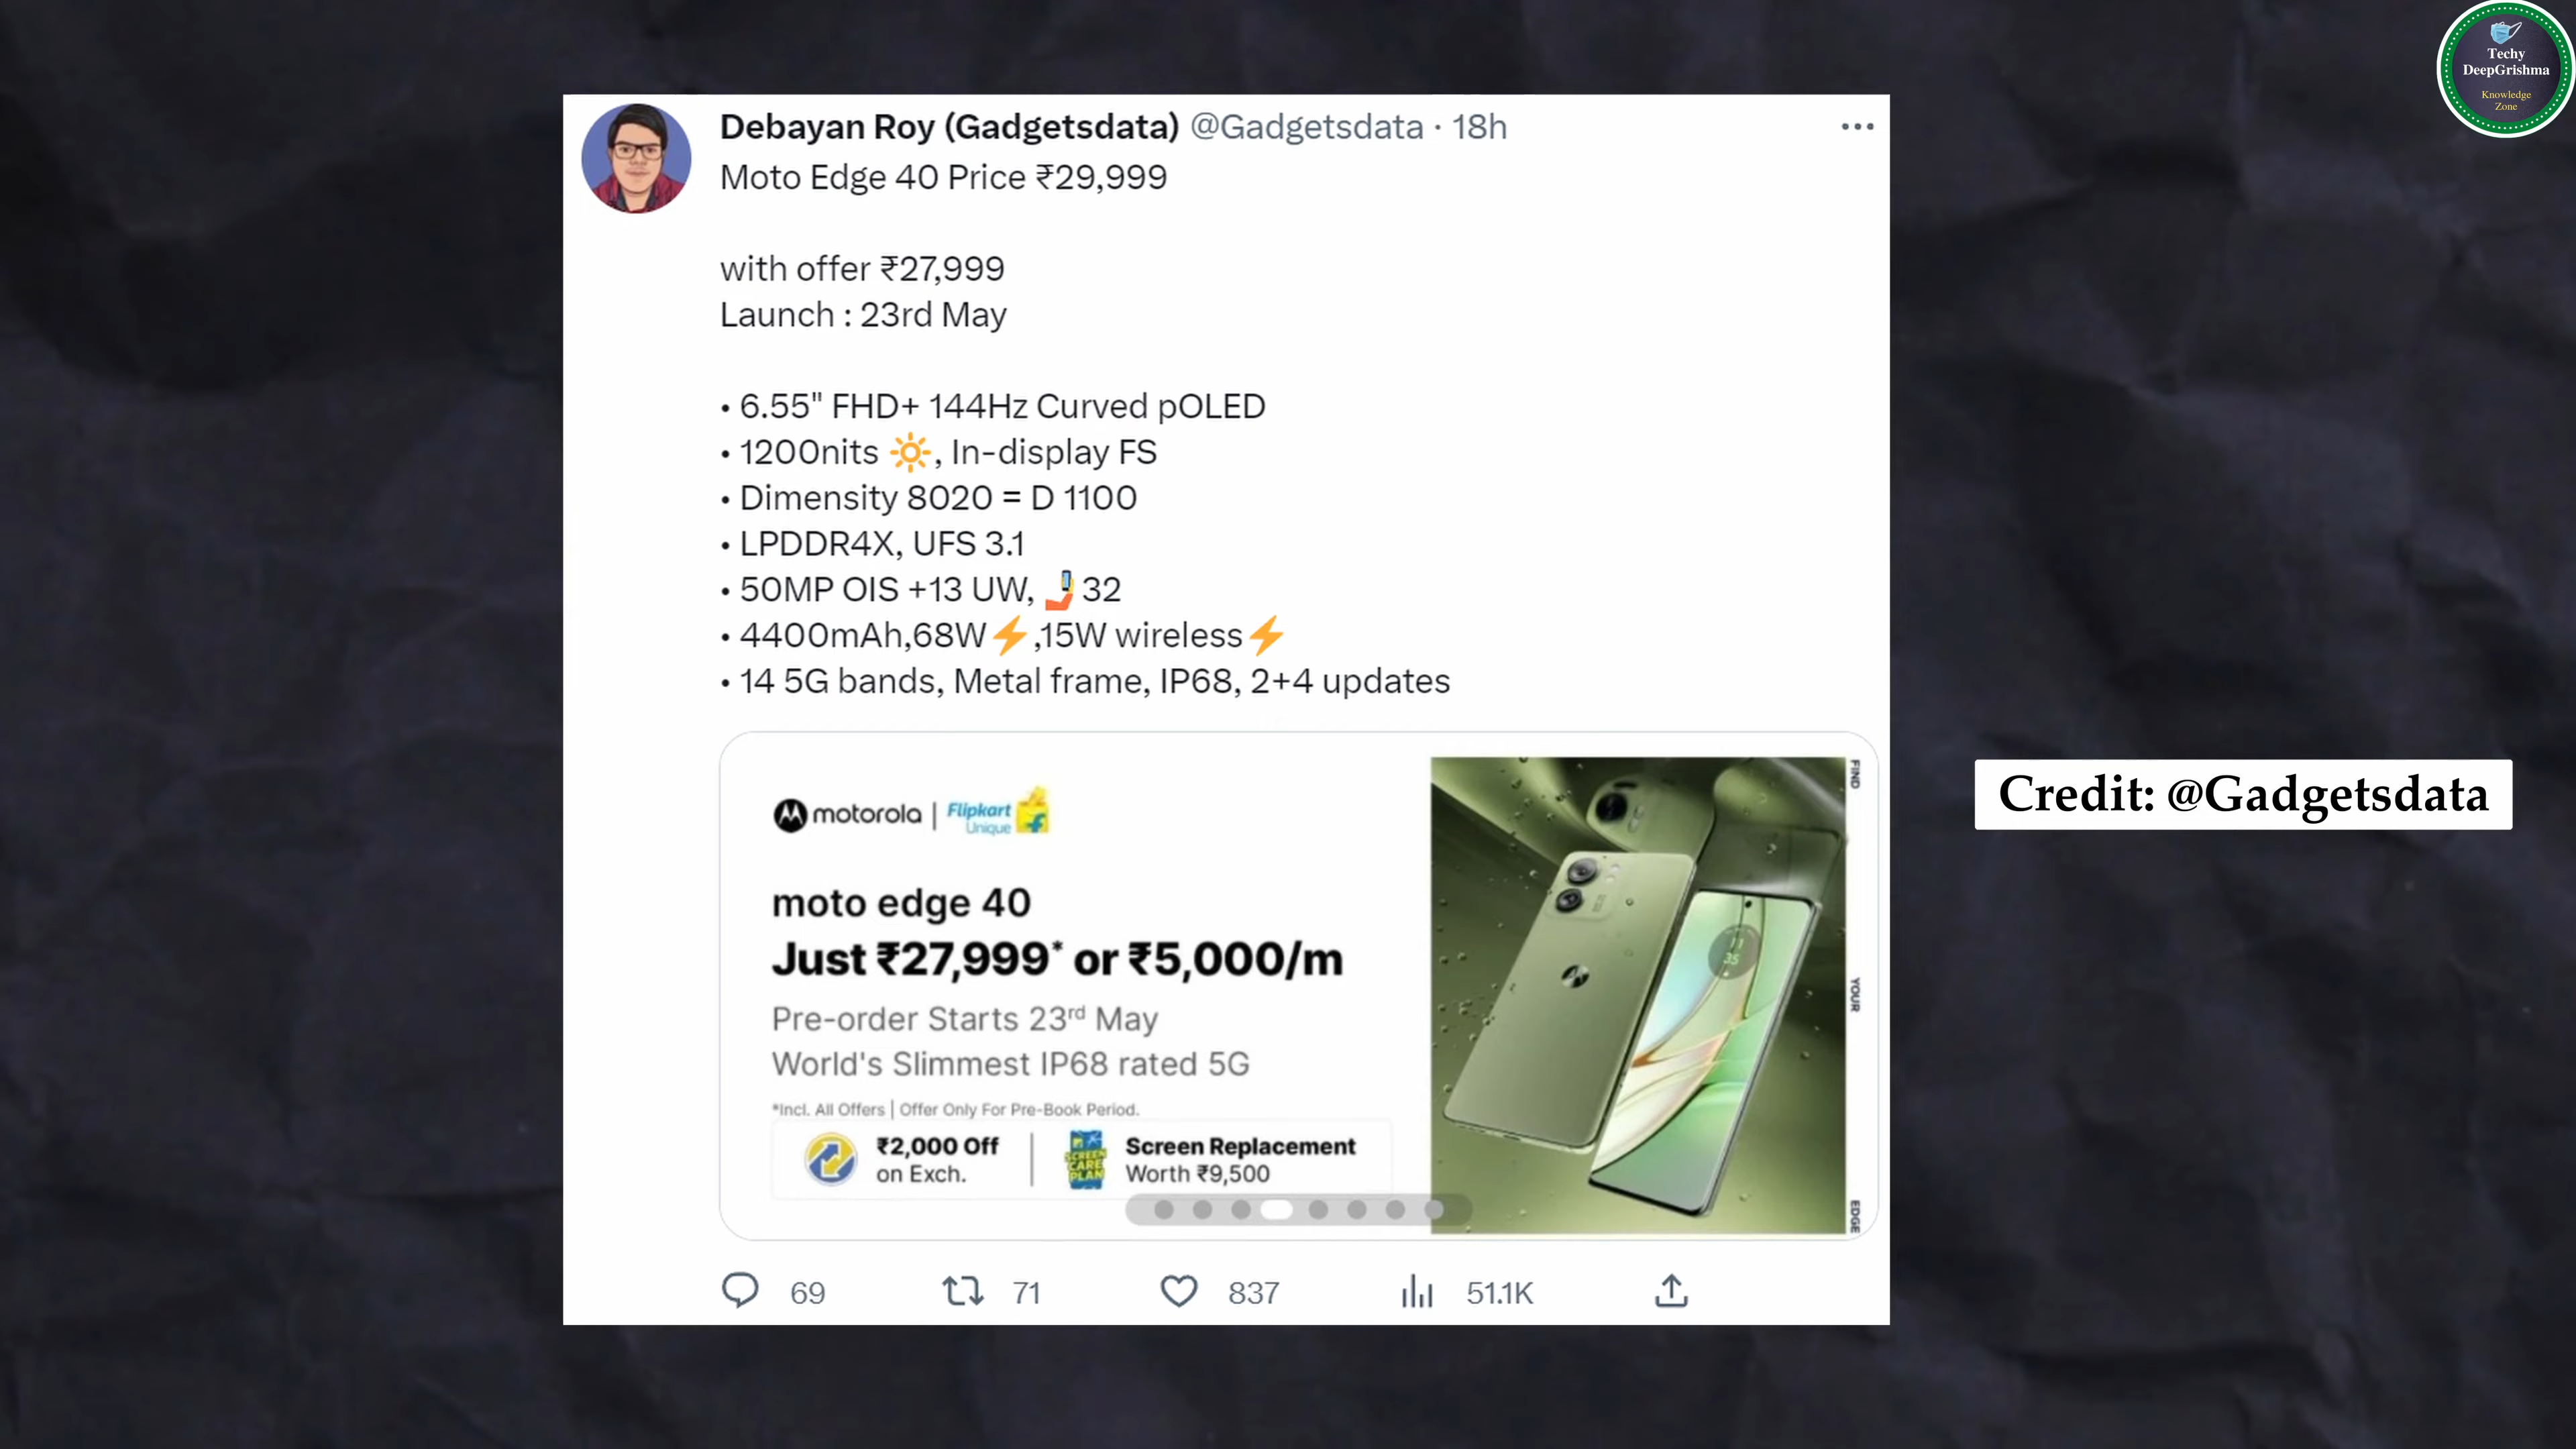 Techy
DeepGrishma
Knowledge
Zone
Debayan Roy (Gadgetsdata) @Gadgetsdata · 18h
Moto Edge 40 Price ₹29,999
with offer ₹27,999
Launch : 23rd May
• 6.55" FHD+ 144Hz Curved pOLED
• 1200nits 🔆, In-display FS
• Dimensity 8020 = D 1100
• LPDDR4X, UFS 3.1
• 50MP OIS +13 UW, 🤳32
• 4400mAh,68W⚡,15W wireless⚡
• 14 5G bands, Metal frame, IP68, 2+4 updates
motorola | Flipkart
Unique
moto edge 40
Just ₹27,999* or ₹5,000/m
Pre-order Starts 23rd May
World's Slimmest IP68 rated 5G
*Incl. All Offers | Offer Only For Pre-Book Period.
₹2,000 Off
on Exch.
SCREEN
CARE
PLAN
Screen Replacement
Worth ₹9,500
FIND
YOUR
EDGE
69 71 837 51.1K
Credit: @Gadgetsdata